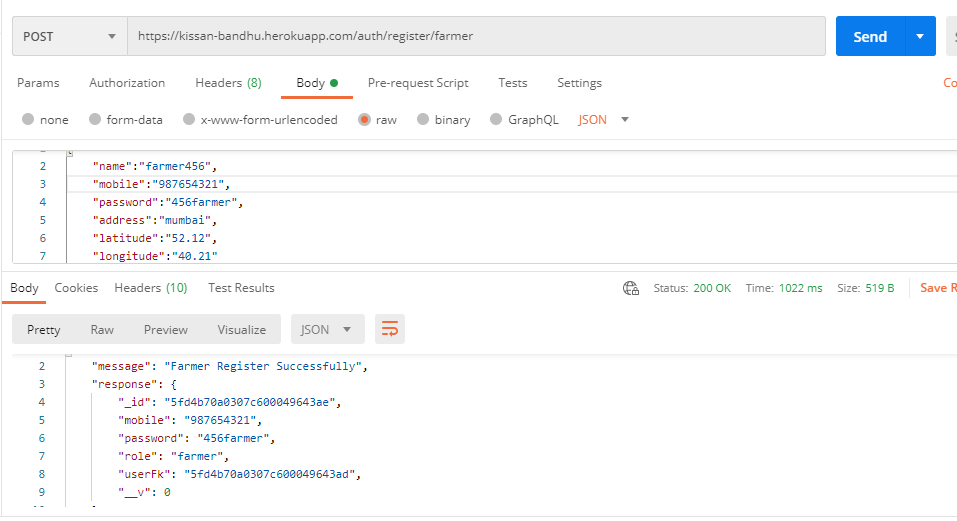 POST https://kissan-bandhu.herokuapp.com/auth/register/farmer Send
Params Authorization Headers (8) Body Pre-request Script Tests Settings Co
none form-data x-www-form-urlencoded raw binary GraphQL JSON
2 "name":"farmer456",
3 "mobile":"987654321",
4 "password":"456farmer",
5 "address":"mumbai",
6 "latitude":"52.12",
7 "longitude":"40.21"
Body Cookies Headers (10) Test Results Status: 200 OK Time: 1022 ms Size: 519 B Save R
Pretty Raw Preview Visualize JSON
2 "message": "Farmer Register Successfully",
3 "response": {
4 "_id": "5fd4b70a0307c600049643ae",
5 "mobile": "987654321",
6 "password": "456farmer",
7 "role": "farmer",
8 "userFk": "5fd4b70a0307c600049643ad",
9 "__v": 0